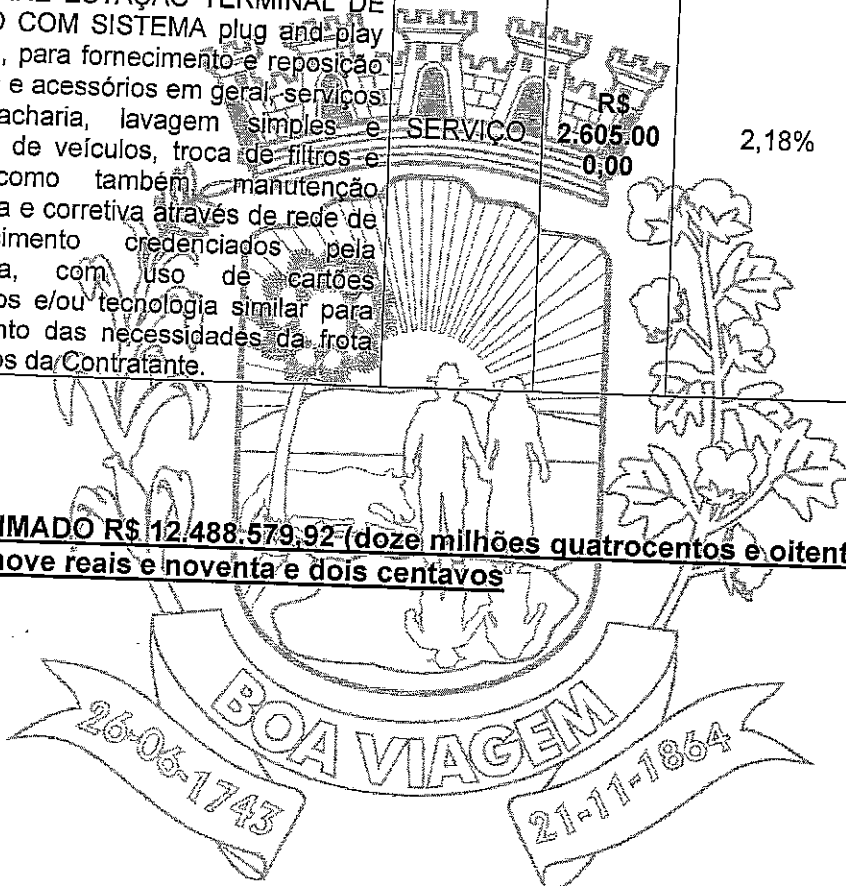 ESTAÇÃO TERMINAL DE
COM SISTEMA plug and play
, para fornecimento e reposição
e acessórios em geral, serviços
acharia, lavagem simples e
de veículos, troca de filtros e
como também manutenção
a e corretiva através de rede de
cimento credenciados pela
a, com uso de cartões
os e/ou tecnologia similar para
nto das necessidades da frota
os da Contratante.
SERVIÇO
R$
2.605.00
0,00
2,18%
IMADO R$ 12.488.579,92 (doze milhões quatrocentos e oitent
nove reais e noventa e dois centavos
BOA VIAGEM
26-06-1743
21-11-1864